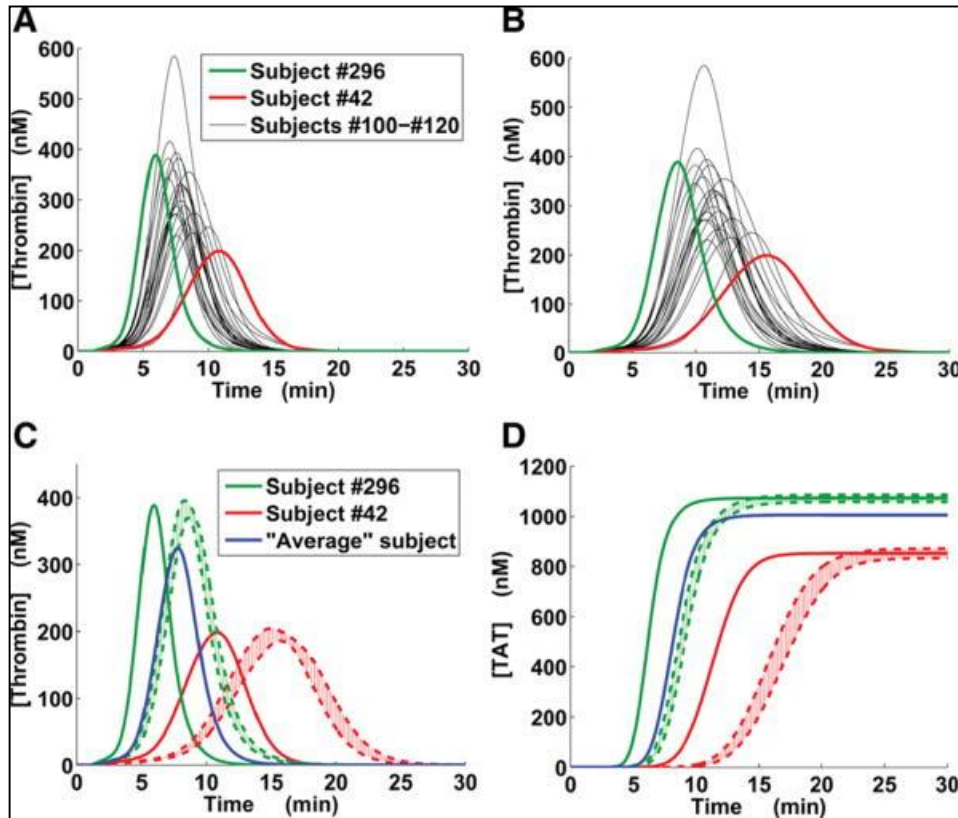 A
B
600
500
400
300
200
100
0
[Thrombin] (nM)
Subject #296
Subject #42
Subjects #100–#120
0 5 10 15 20 25 30
Time (min)
600
500
400
300
200
100
0
[Thrombin] (nM)
0 5 10 15 20 25 30
Time (min)
C
D
400
300
200
100
0
[Thrombin] (nM)
Subject #296
Subject #42
"Average" subject
0 5 10 15 20 25 30
Time (min)
1200
1000
800
600
400
200
0
[TAT] (nM)
0 5 10 15 20 25 30
Time (min)